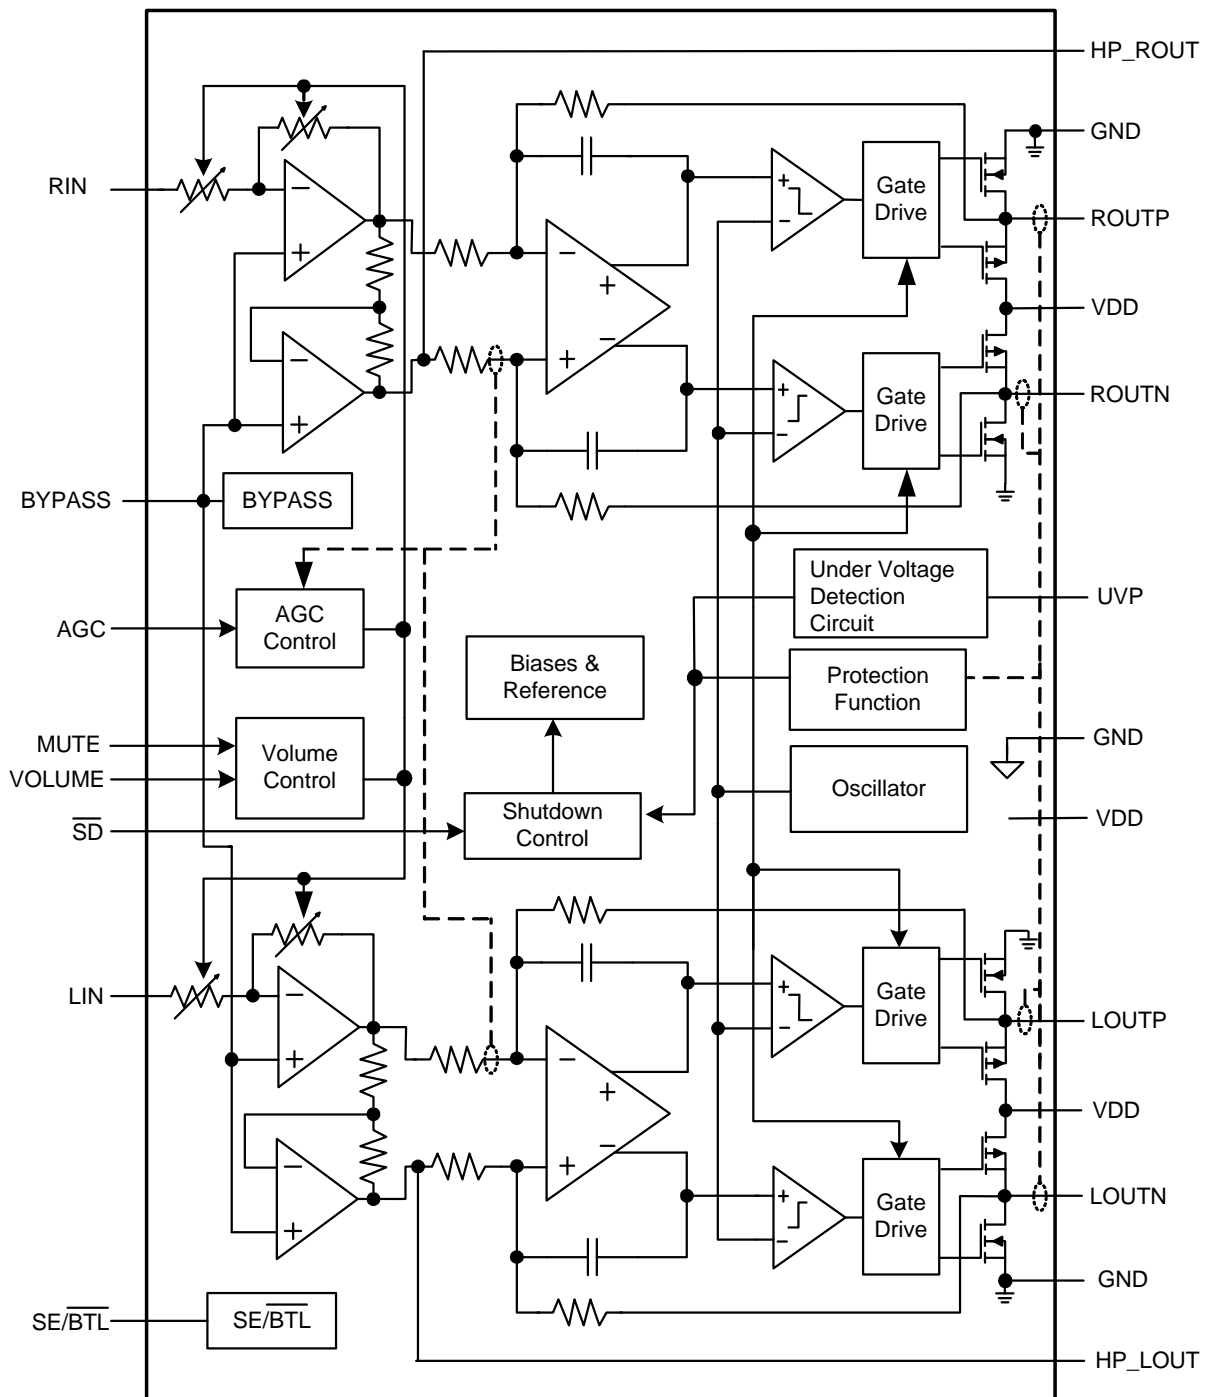 HP_ROUT
GND
RIN
Gate
Drive
ROUTP
VDD
Gate
Drive
ROUTN
BYPASS
BYPASS
Under Voltage
Detection
Circuit
UVP
AGC
AGC
Control
Biases &
Reference
Protection
Function
MUTE
VOLUME
Volume
Control
GND
Oscillator
SD
Shutdown
Control
VDD
LIN
Gate
Drive
LOUTP
VDD
Gate
Drive
LOUTN
GND
SE/BTL
SE/BTL
HP_LOUT